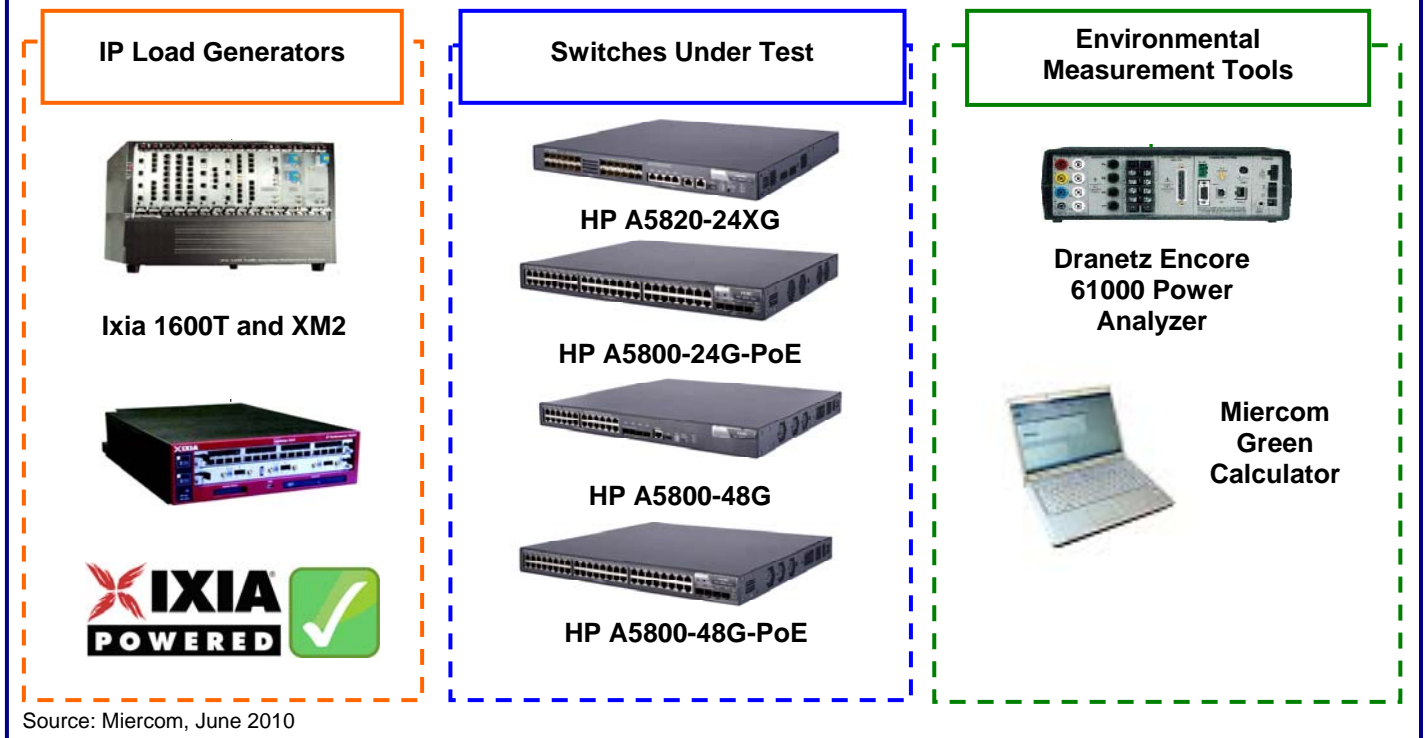 IP Load Generators
Ixia 1600T and XM2
IXIA
IXIA
POWERED
Switches Under Test
HP A5820-24XG
HP A5800-24G-PoE
HP A5800-48G
HP A5800-48G-PoE
Environmental
Measurement Tools
Dranetz Encore
61000 Power
Analyzer
Miercom
Green
Calculator
Source: Miercom, June 2010